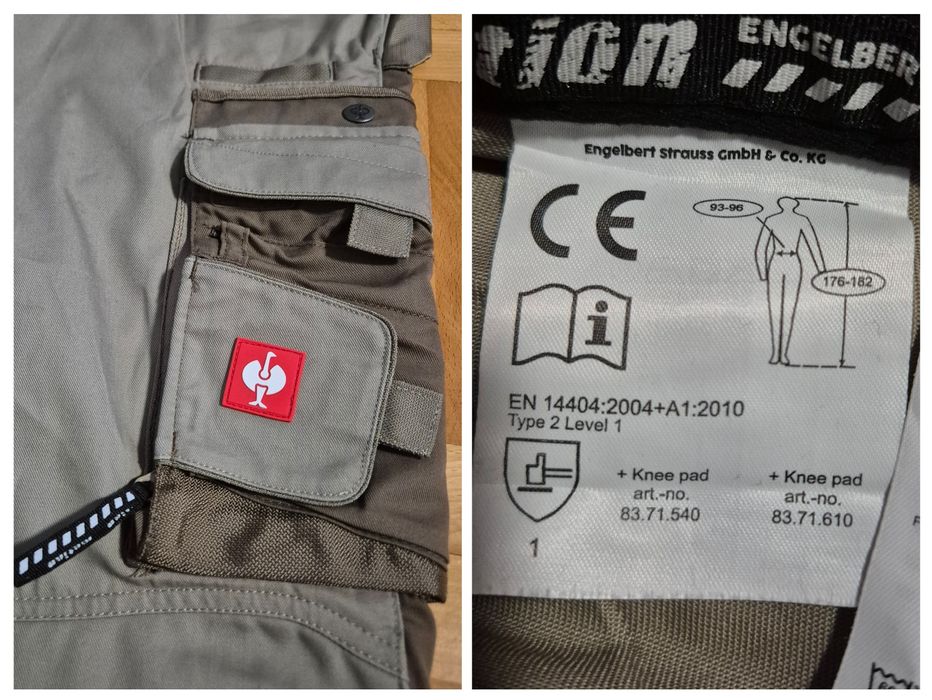 tion ENGELBER
Engelbert Strauss GmbH & Co. KG
CE
93-96
176-182
i
EN 14404:2004+A1:2010
Type 2 Level 1
+ Knee pad
art.-no.
83.71.540
+ Knee pad
art.-no.
83.71.610
1